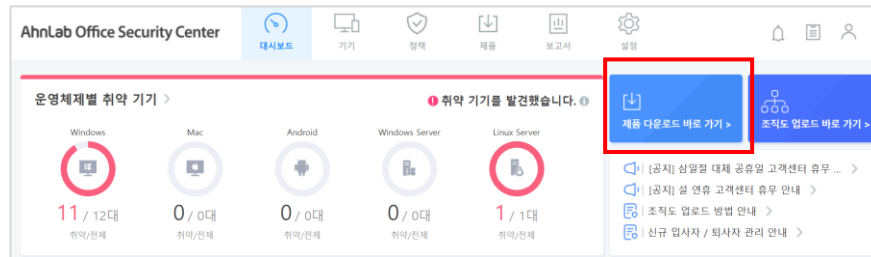 AhnLab Office Security Center
대시보드
기기
정책
제품
보고서
설정
운영체제별 취약 기기 >
취약 기기를 발견했습니다.
Windows
Mac
Android
Windows Server
Linux Server
11 / 12대
0 / 0대
0 / 0대
0 / 0대
1 / 1대
취약/전체
취약/전체
취약/전체
취약/전체
취약/전체
제품 다운로드 바로 가기 >
조직도 업로드 바로 가기 >
[공지] 삼일절 대체 공휴일 고객센터 휴무 ... >
[공지] 설 연휴 고객센터 휴무 안내 >
조직도 업로드 방법 안내 >
신규 입사자 / 퇴사자 관리 안내 >